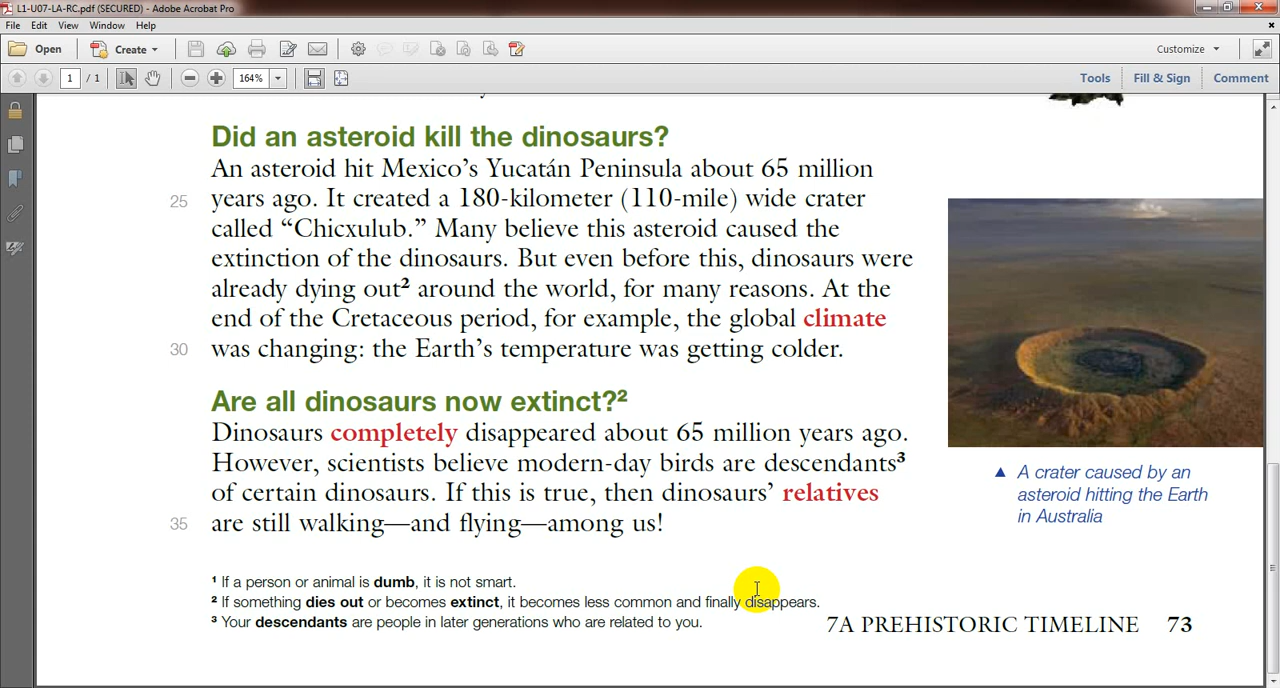 L1-U07-LA-RC.pdf (SECURED) - Adobe Acrobat Pro
File Edit View Window Help
Open Create Customize
1 / 1 164% Tools Fill & Sign Comment
Did an asteroid kill the dinosaurs?
An asteroid hit Mexico's Yucatán Peninsula about 65 million
25 years ago. It created a 180-kilometer (110-mile) wide crater
called “Chicxulub.” Many believe this asteroid caused the
extinction of the dinosaurs. But even before this, dinosaurs were
already dying out² around the world, for many reasons. At the
end of the Cretaceous period, for example, the global climate
30 was changing: the Earth's temperature was getting colder.
Are all dinosaurs now extinct?²
Dinosaurs completely disappeared about 65 million years ago.
However, scientists believe modern-day birds are descendants³
of certain dinosaurs. If this is true, then dinosaurs' relatives
35 are still walking—and flying—among us!
▲ A crater caused by an
asteroid hitting the Earth
in Australia
¹ If a person or animal is dumb, it is not smart.
² If something dies out or becomes extinct, it becomes less common and finally disappears.
³ Your descendants are people in later generations who are related to you.
7A PREHISTORIC TIMELINE 73